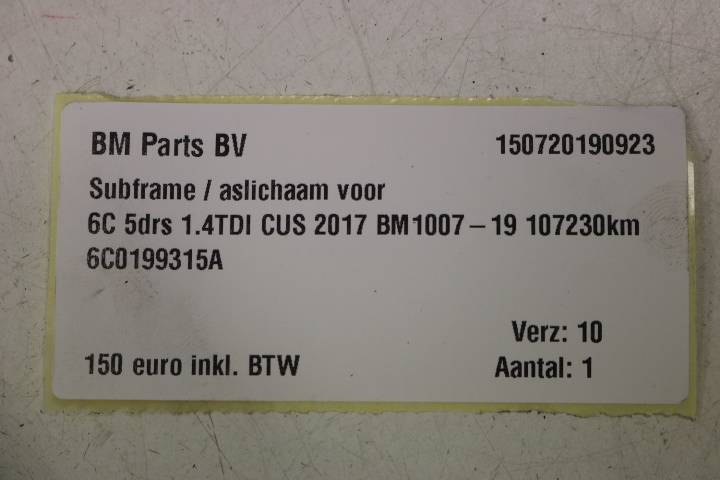 BM Parts BV 150720190923
Subframe / aslichaam voor
6C 5drs 1.4TDI CUS 2017 BM1007-19 107230km
6C0199315A
Verz: 10
150 euro inkl. BTW Aantal: 1